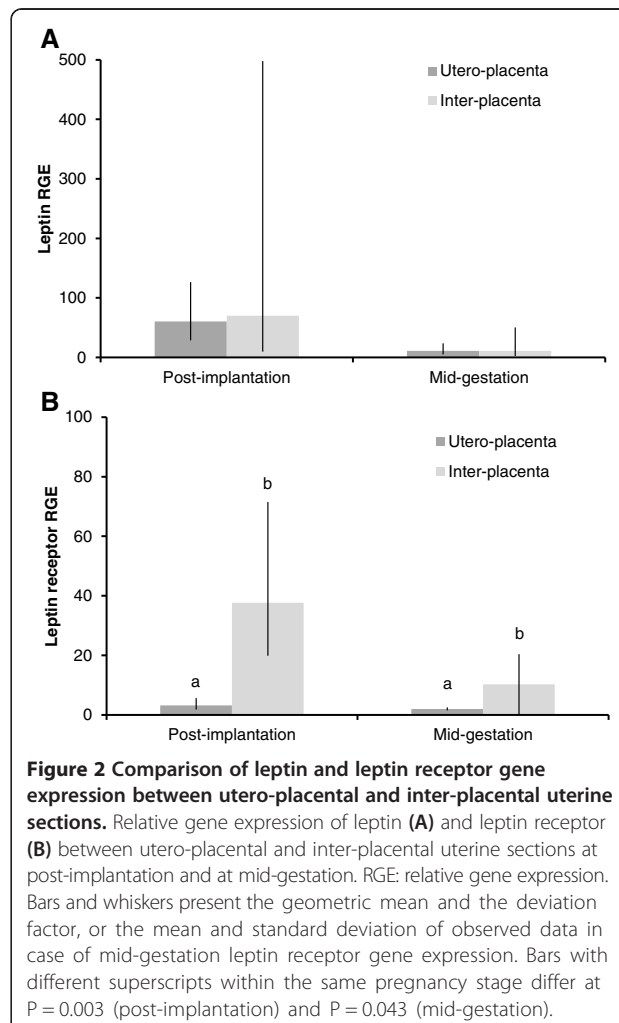 A
500
400
300
200
100
0
Leptin RGE
Utero-placenta
Inter-placenta
Post-implantation
Mid-gestation
B
100
80
60
40
20
0
Leptin receptor RGE
Utero-placenta
Inter-placenta
a
b
a
b
Post-implantation
Mid-gestation
Figure 2 Comparison of leptin and leptin receptor gene
expression between utero-placental and inter-placental uterine
sections. Relative gene expression of leptin (A) and leptin receptor
(B) between utero-placental and inter-placental uterine sections at
post-implantation and at mid-gestation. RGE: relative gene expression.
Bars and whiskers present the geometric mean and the deviation
factor, or the mean and standard deviation of observed data in
case of mid-gestation leptin receptor gene expression. Bars with
different superscripts within the same pregnancy stage differ at
P = 0.003 (post-implantation) and P = 0.043 (mid-gestation).